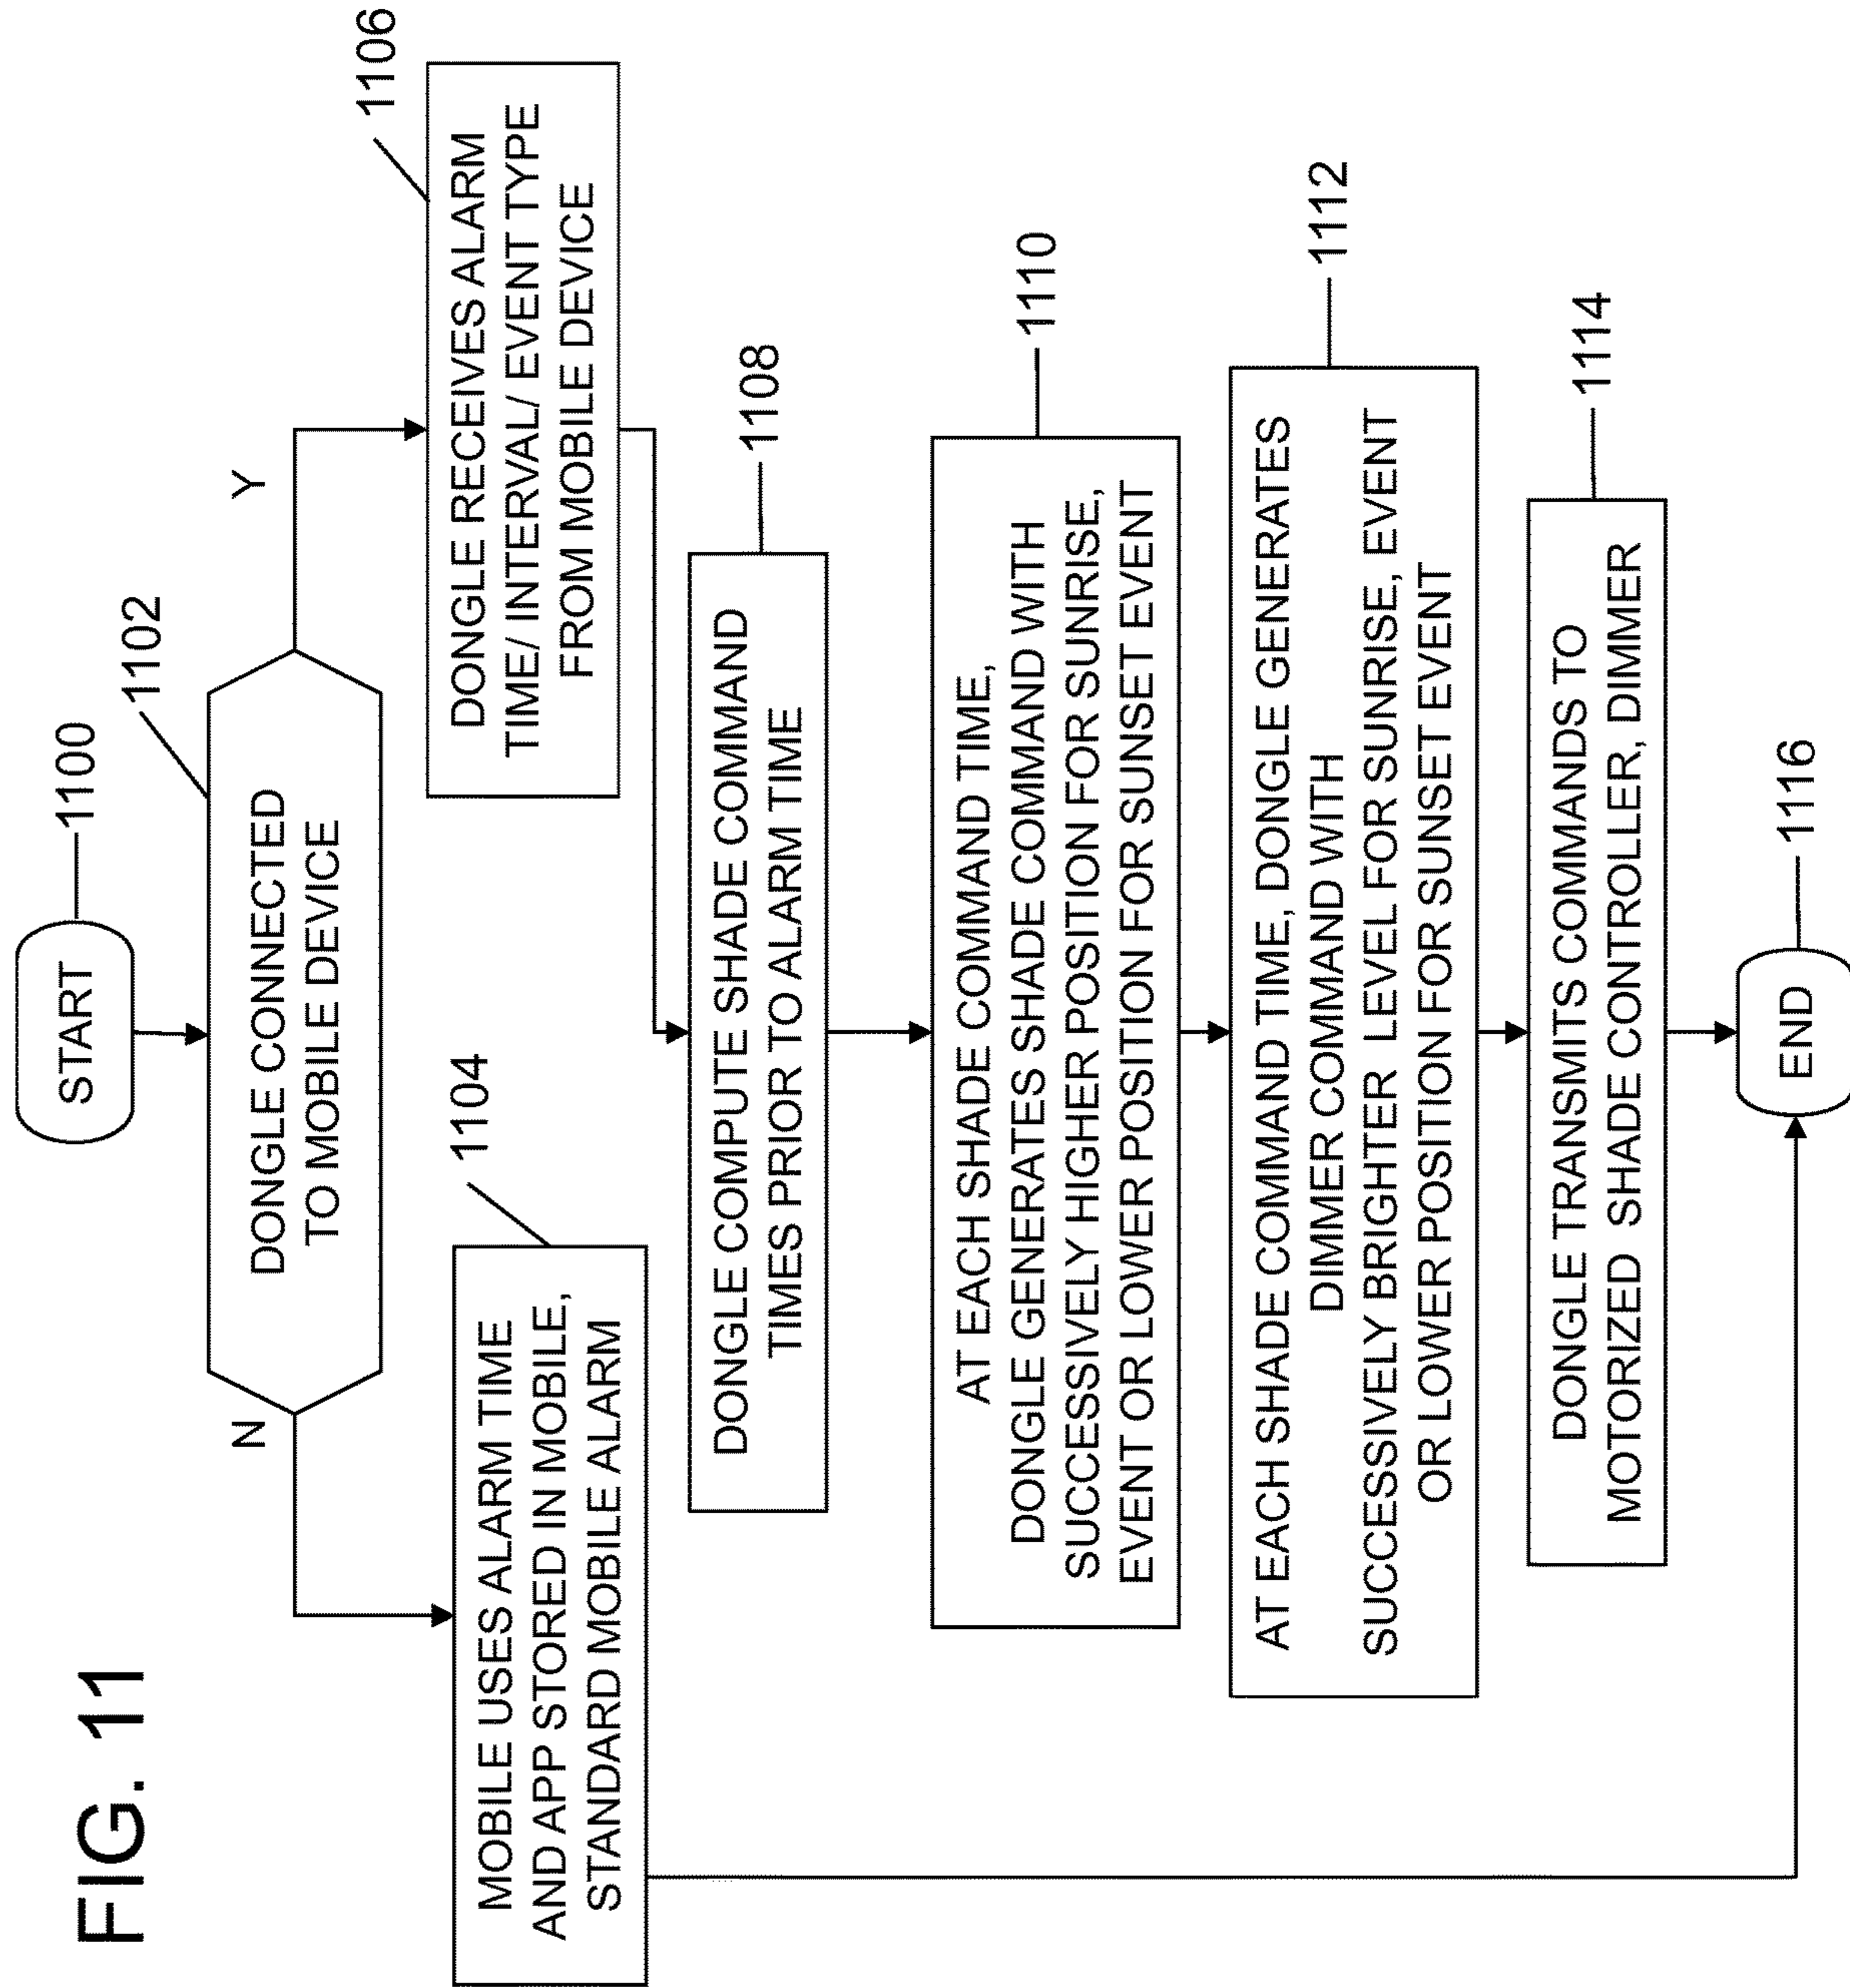 FIG. 11
START
1100
DONGLE CONNECTED
TO MOBILE DEVICE
1102
N
Y
MOBILE USES ALARM TIME
AND APP STORED IN MOBILE,
STANDARD MOBILE ALARM
1104
DONGLE RECEIVES ALARM
TIME/ INTERVAL/ EVENT TYPE
FROM MOBILE DEVICE
1106
DONGLE COMPUTE SHADE COMMAND
TIMES PRIOR TO ALARM TIME
1108
AT EACH SHADE COMMAND TIME,
DONGLE GENERATES SHADE COMMAND WITH
SUCCESSIVELY HIGHER POSITION FOR SUNRISE,
EVENT OR LOWER POSITION FOR SUNSET EVENT
1110
AT EACH SHADE COMMAND TIME, DONGLE GENERATES
DIMMER COMMAND WITH
SUCCESSIVELY BRIGHTER LEVEL FOR SUNRISE, EVENT
OR LOWER POSITION FOR SUNSET EVENT
1112
DONGLE TRANSMITS COMMANDS TO
MOTORIZED SHADE CONTROLLER, DIMMER
1114
END
1116